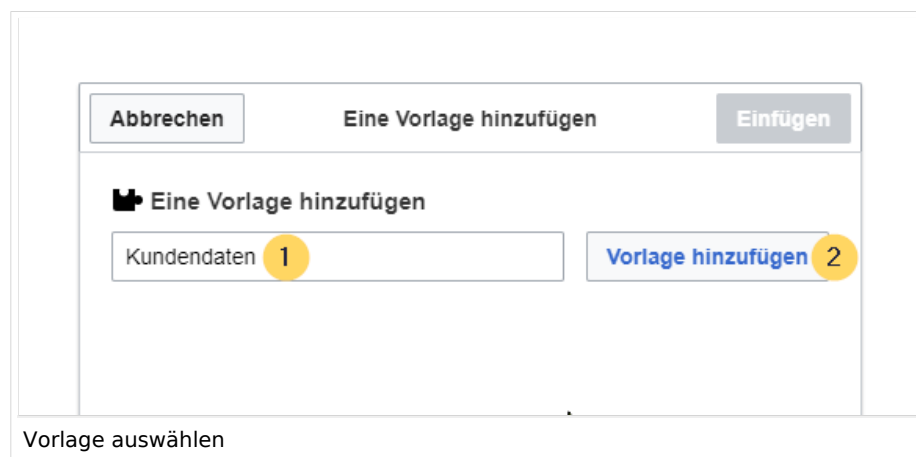 Abbrechen Eine Vorlage hinzufügen Einfügen
Eine Vorlage hinzufügen
Kundendaten 1 Vorlage hinzufügen 2
Vorlage auswählen